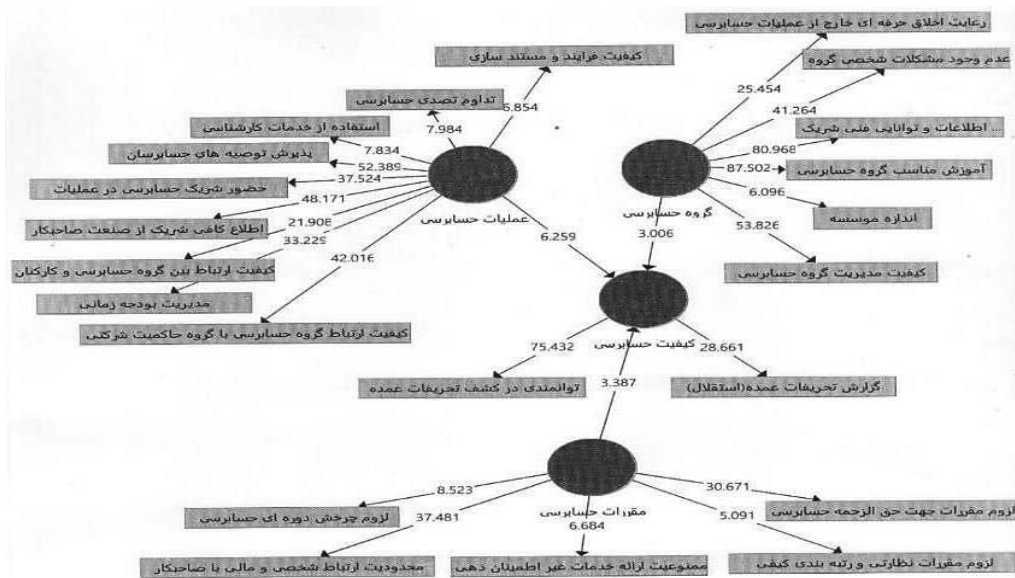 رعایت اخلاق حرفه ای خارج از عملیات حسابرسی
کیفیت فرایند و مستند سازی
عدم وجود مشکلات شخصی گروه
25.454
41.264
تداوم تصدی حسابرسی
6.854
7.984
استفاده از خدمات کارشناسی
7.834
اطلاعات و توانایی فنی شریک ...
80.968
پذیرش توصیه های حسابرسان
52.389
آموزش مناسب گروه حسابرسی
87.502
حضور شریک حسابرسی در عملیات
37.524
6.096
اندازه موسسه
48.171
گروه حسابرسی
عملیات حسابرسی
اطلاع کافی شریک از صنعت صاحبکار
21.908
53.826
3.006
6.259
33.229
42.016
کیفیت ارتباط بین گروه حسابرسی و کارکنان
کیفیت مدیریت گروه حسابرسی
مدیریت بودجه زمانی
کیفیت ارتباط گروه حسابرسی با گروه حاکمیت شرکتی
کیفیت حسابرسی
75.432
28.661
توانمندی در کشف تحریفات عمده
گزارش تحریفات عمده(استقلال)
3.387
8.523
30.671
لزوم چرخش دوره ای حسابرسی
مقررات حسابرسی
لزوم مقررات جهت حق الزحمه حسابرسی
37.481
6.684
5.091
محدودیت ارتباط شخصی و مالی با صاحبکار
ممنوعیت ارائه خدمات غیر اطمینان دهی
لزوم مقررات نظارتی و رتبه بندی کیفی